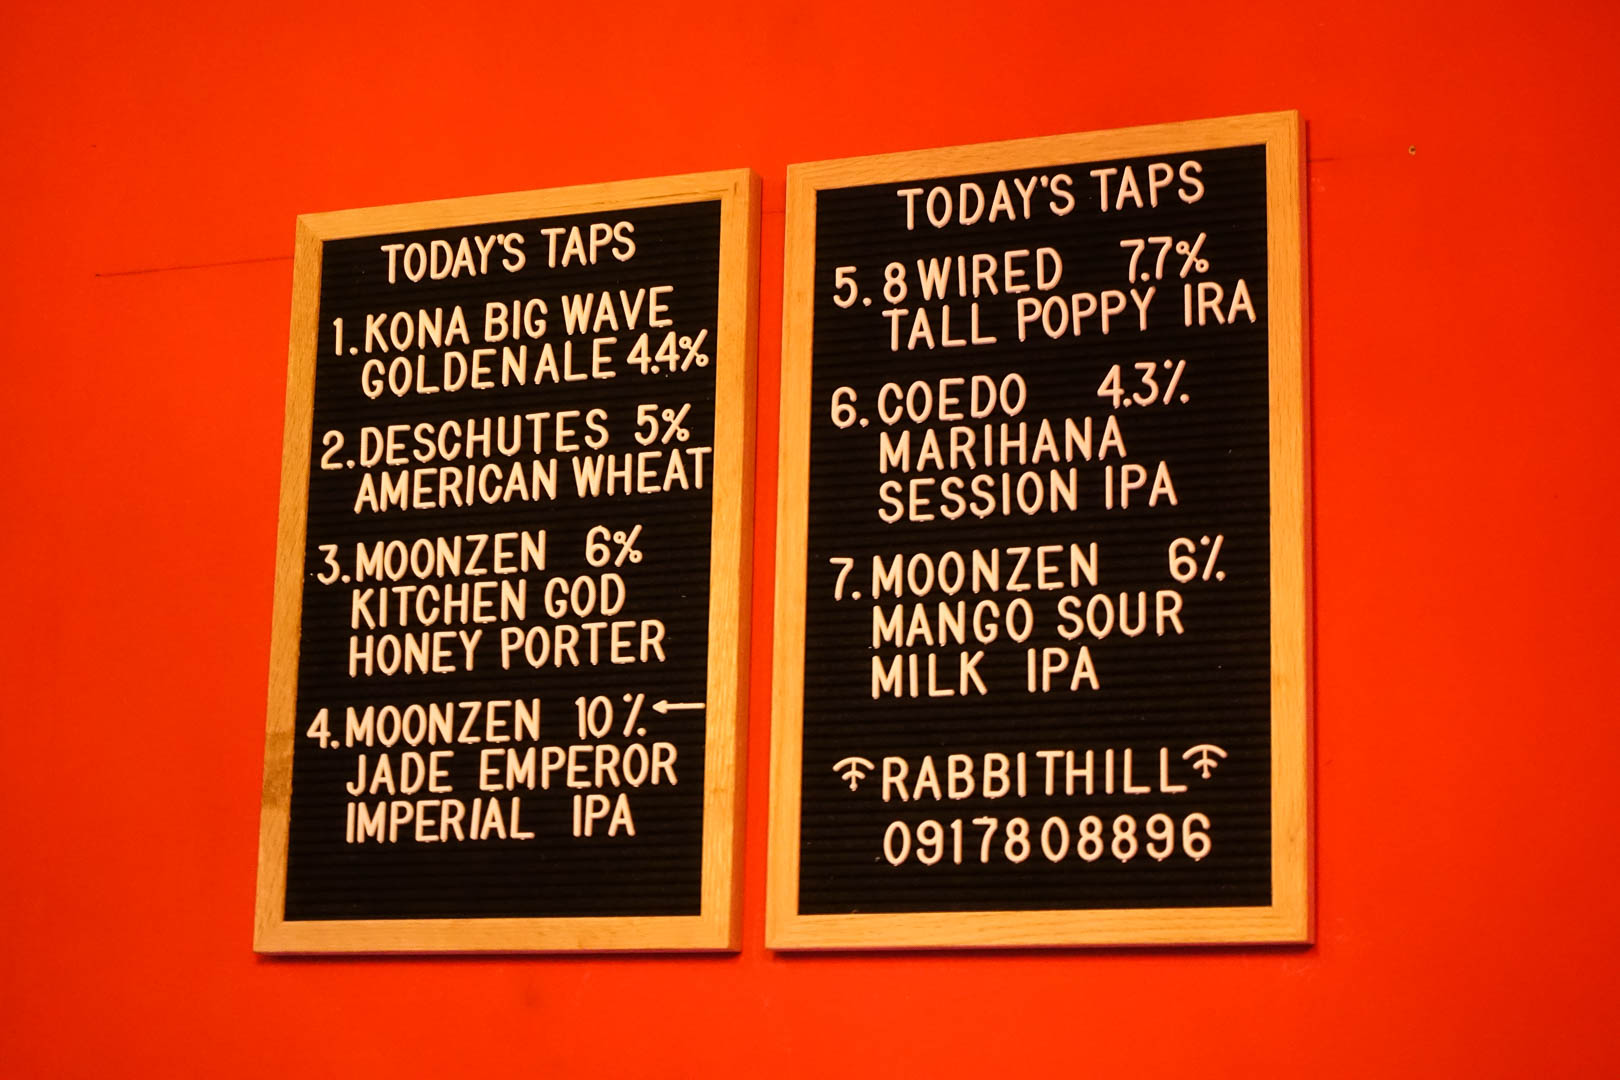 TODAY'S TAPS
1. KONA BIG WAVE
GOLDEN ALE 4.4%
2. DESCHUTES 5%
AMERICAN WHEAT
3. MOONZEN 6%
KITCHEN GOD
HONEY PORTER
4. MOONZEN 10% ←
JADE EMPEROR
IMPERIAL IPA
TODAY'S TAPS
5. 8 WIRED 7.7%
TALL POPPY IRA
6. COEDO 4.3%
MARIHANA
SESSION IPA
7. MOONZEN 6%
MANGO SOUR
MILK IPA
RABBITHILL
0917808896